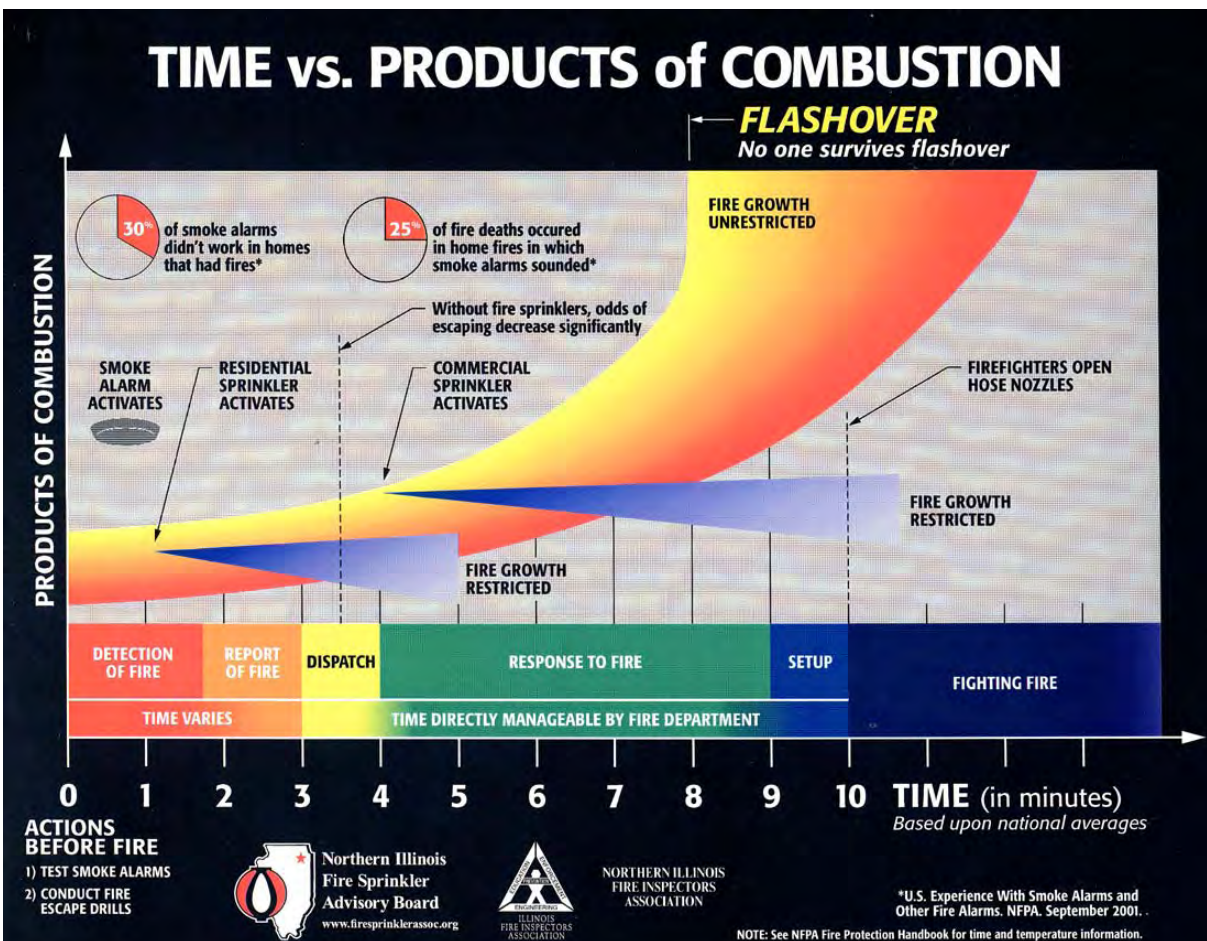 TIME vs. PRODUCTS of COMBUSTION
FLASHOVER
No one survives flashover
PRODUCTS OF COMBUSTION
30%
of smoke alarms
didn't work in homes
that had fires*
25%
of fire deaths occured
in home fires in which
smoke alarms sounded*
FIRE GROWTH
UNRESTRICTED
Without fire sprinklers, odds of
escaping decrease significantly
SMOKE
ALARM
ACTIVATES
RESIDENTIAL
SPRINKLER
ACTIVATES
COMMERCIAL
SPRINKLER
ACTIVATES
FIREFIGHTERS OPEN
HOSE NOZZLES
FIRE GROWTH
RESTRICTED
FIRE GROWTH
RESTRICTED
DETECTION
OF FIRE
REPORT
OF FIRE
DISPATCH
RESPONSE TO FIRE
SETUP
FIGHTING FIRE
TIME VARIES
TIME DIRECTLY MANAGEABLE BY FIRE DEPARTMENT
0 1 2 3 4 5 6 7 8 9 10 TIME (in minutes)
Based upon national averages
ACTIONS
BEFORE FIRE
1) TEST SMOKE ALARMS
2) CONDUCT FIRE
ESCAPE DRILLS
Northern Illinois
Fire Sprinkler
Advisory Board
www.firesprinklerassoc.org
EDUCATION
ENFORCEMENT
ENGINEERING
ILLINOIS
FIRE INSPECTORS
ASSOCIATION
NORTHERN ILLINOIS
FIRE INSPECTORS
ASSOCIATION
*U.S. Experience With Smoke Alarms and
Other Fire Alarms. NFPA. September 2001.
NOTE: See NFPA Fire Protection Handbook for time and temperature information.